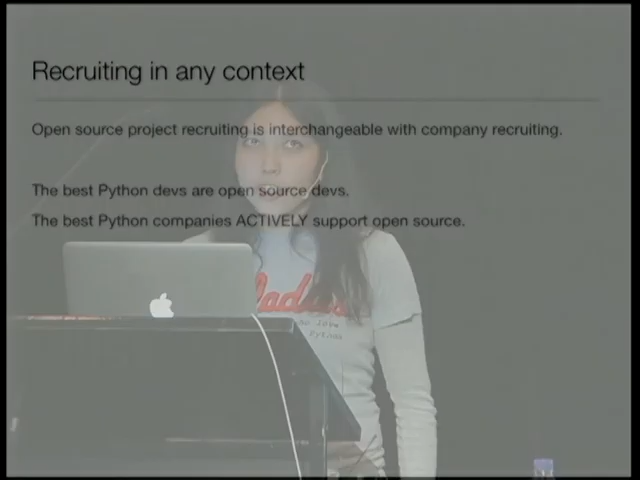 Recruiting in any context
Open source project recruiting is interchangeable with company recruiting.
The best Python devs are open source devs.
The best Python companies ACTIVELY support open source.
Python